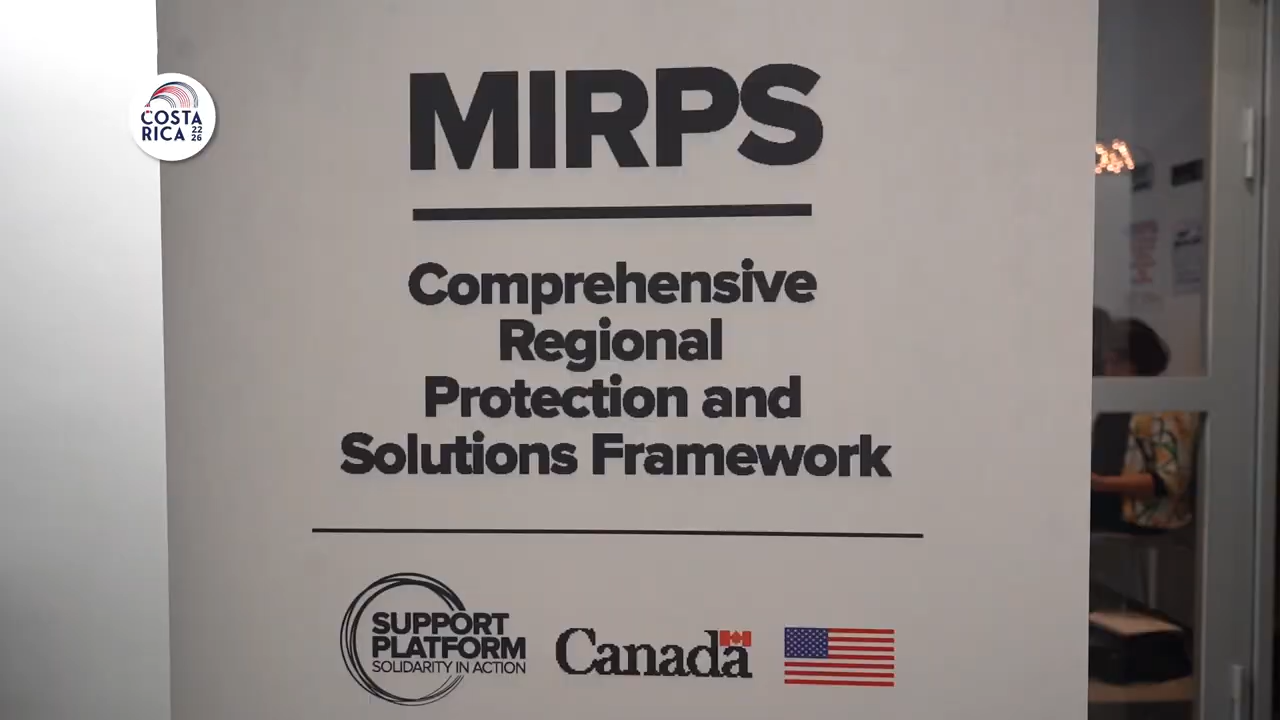 COSTA
RICA 22
26
MIRPS
Comprehensive
Regional
Protection and
Solutions Framework
SUPPORT
PLATFORM
SOLIDARITY IN ACTION
Canada